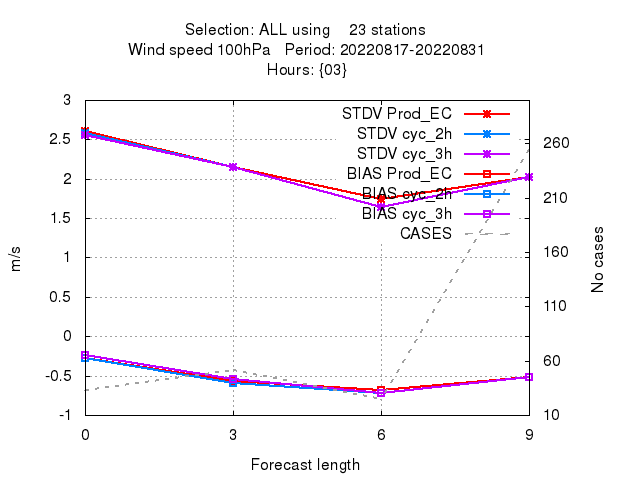 Selection: ALL using 23 stations
Wind speed 100hPa Period: 20220817-20220831
Hours: {03}
STDV Prod_EC
STDV cyc_2h
STDV cyc_3h
BIAS Prod_EC
BIAS cyc_2h
BIAS cyc_3h
CASES
3
2.5
2
1.5
1
0.5
0
-0.5
-1
m/s
260
210
160
110
60
10
No cases
0 3 6 9
Forecast length